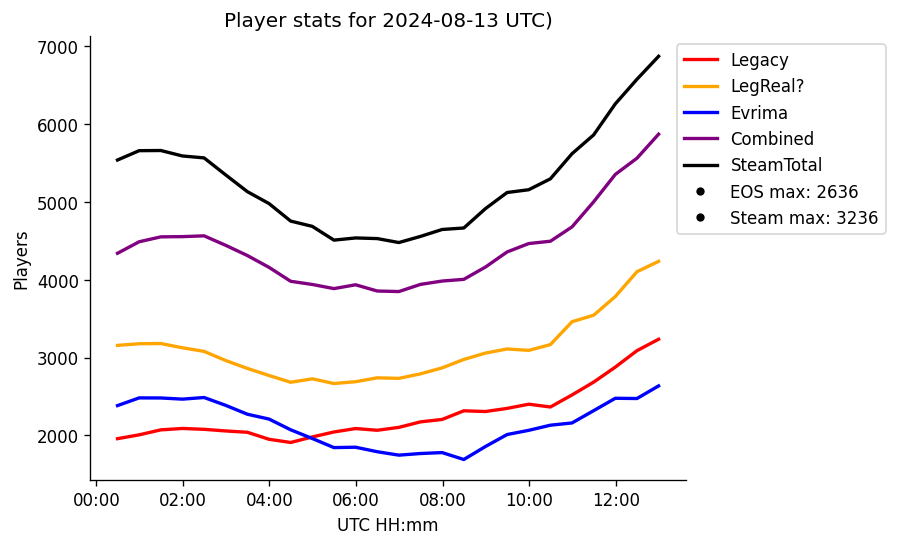 Player stats for 2024-08-13 UTC)
7000
6000
5000
4000
3000
2000
Players
00:00 02:00 04:00 06:00 08:00 10:00 12:00
UTC HH:mm
Legacy
LegReal?
Evrima
Combined
SteamTotal
EOS max: 2636
Steam max: 3236